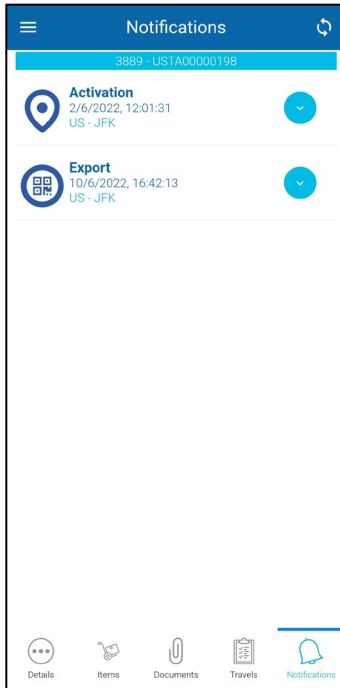 Notifications
3889 - USTA00000198
Activation
2/6/2022, 12:01:31
US - JFK
Export
10/6/2022, 16:42:13
US - JFK
Details Items Documents Travels Notifications